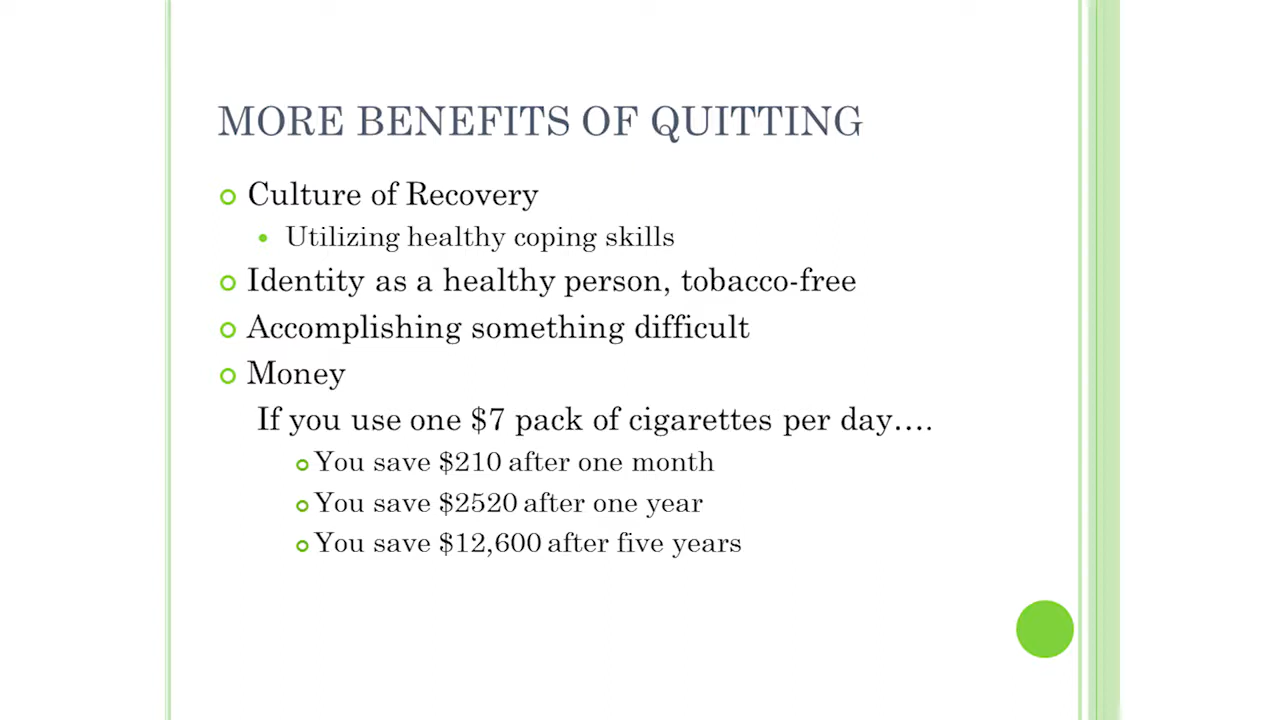 MORE BENEFITS OF QUITTING
Culture of Recovery
Utilizing healthy coping skills
Identity as a healthy person, tobacco-free
Accomplishing something difficult
Money
If you use one $7 pack of cigarettes per day….
You save $210 after one month
You save $2520 after one year
You save $12,600 after five years